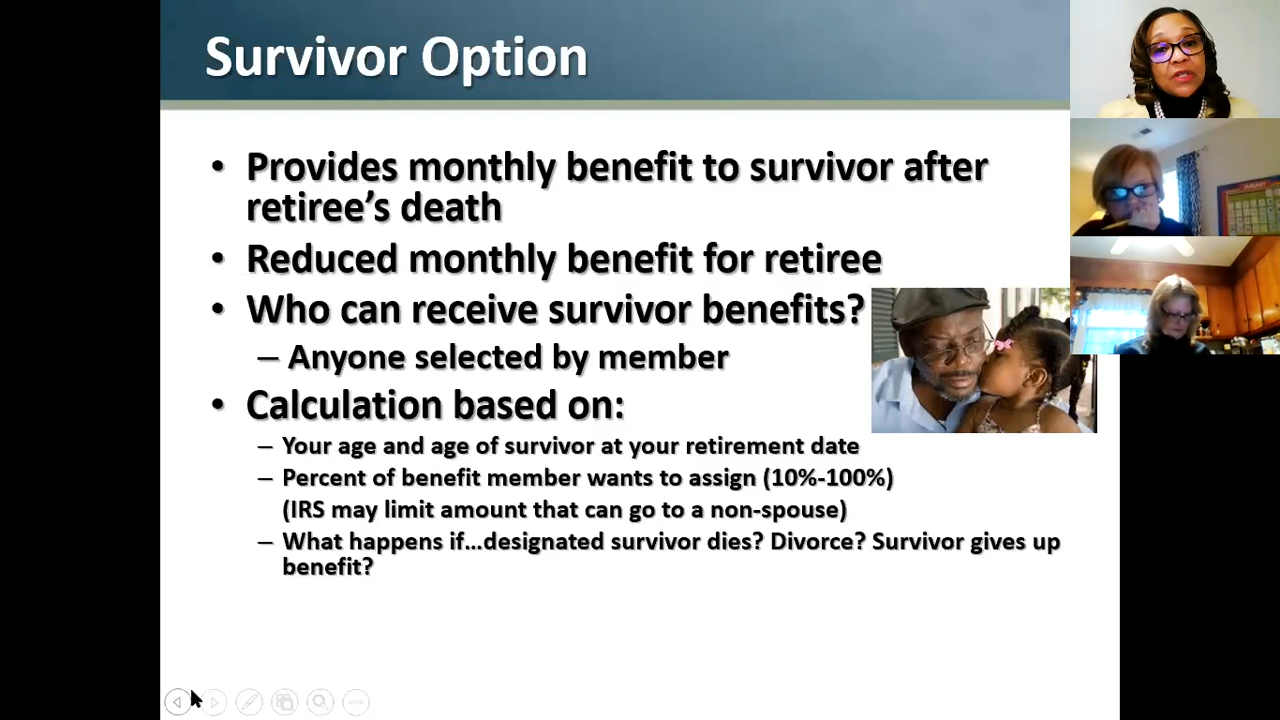 Survivor Option
• Provides monthly benefit to survivor after
retiree’s death
• Reduced monthly benefit for retiree
• Who can receive survivor benefits?
– Anyone selected by member
• Calculation based on:
– Your age and age of survivor at your retirement date
– Percent of benefit member wants to assign (10%-100%)
(IRS may limit amount that can go to a non-spouse)
– What happens if…designated survivor dies? Divorce? Survivor gives up
benefit?